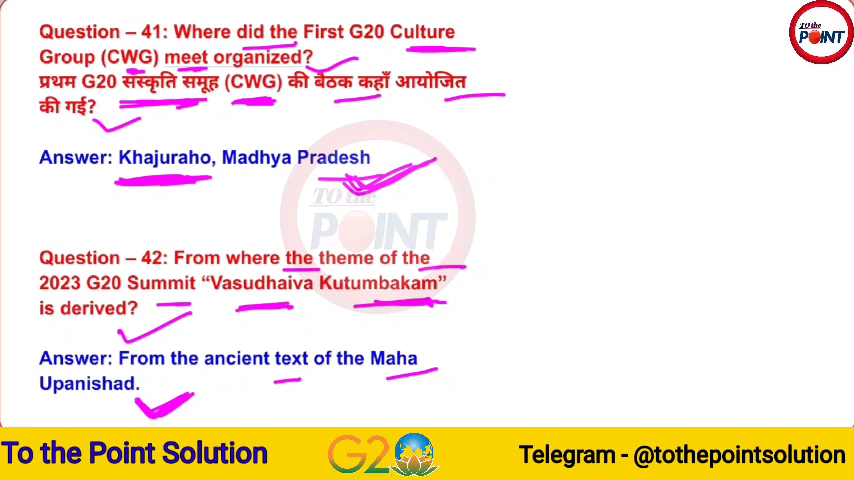 TO the
POINT
Question – 41: Where did the First G20 Culture
Group (CWG) meet organized?
प्रथम G20 संस्कृति समूह (CWG) की बैठक कहाँ आयोजित
की गई?
Answer: Khajuraho, Madhya Pradesh
TO the
POINT
Question – 42: From where the theme of the
2023 G20 Summit “Vasudhaiva Kutumbakam”
is derived?
Answer: From the ancient text of the Maha
Upanishad.
To the Point Solution
G20
Telegram - @tothepointsolution